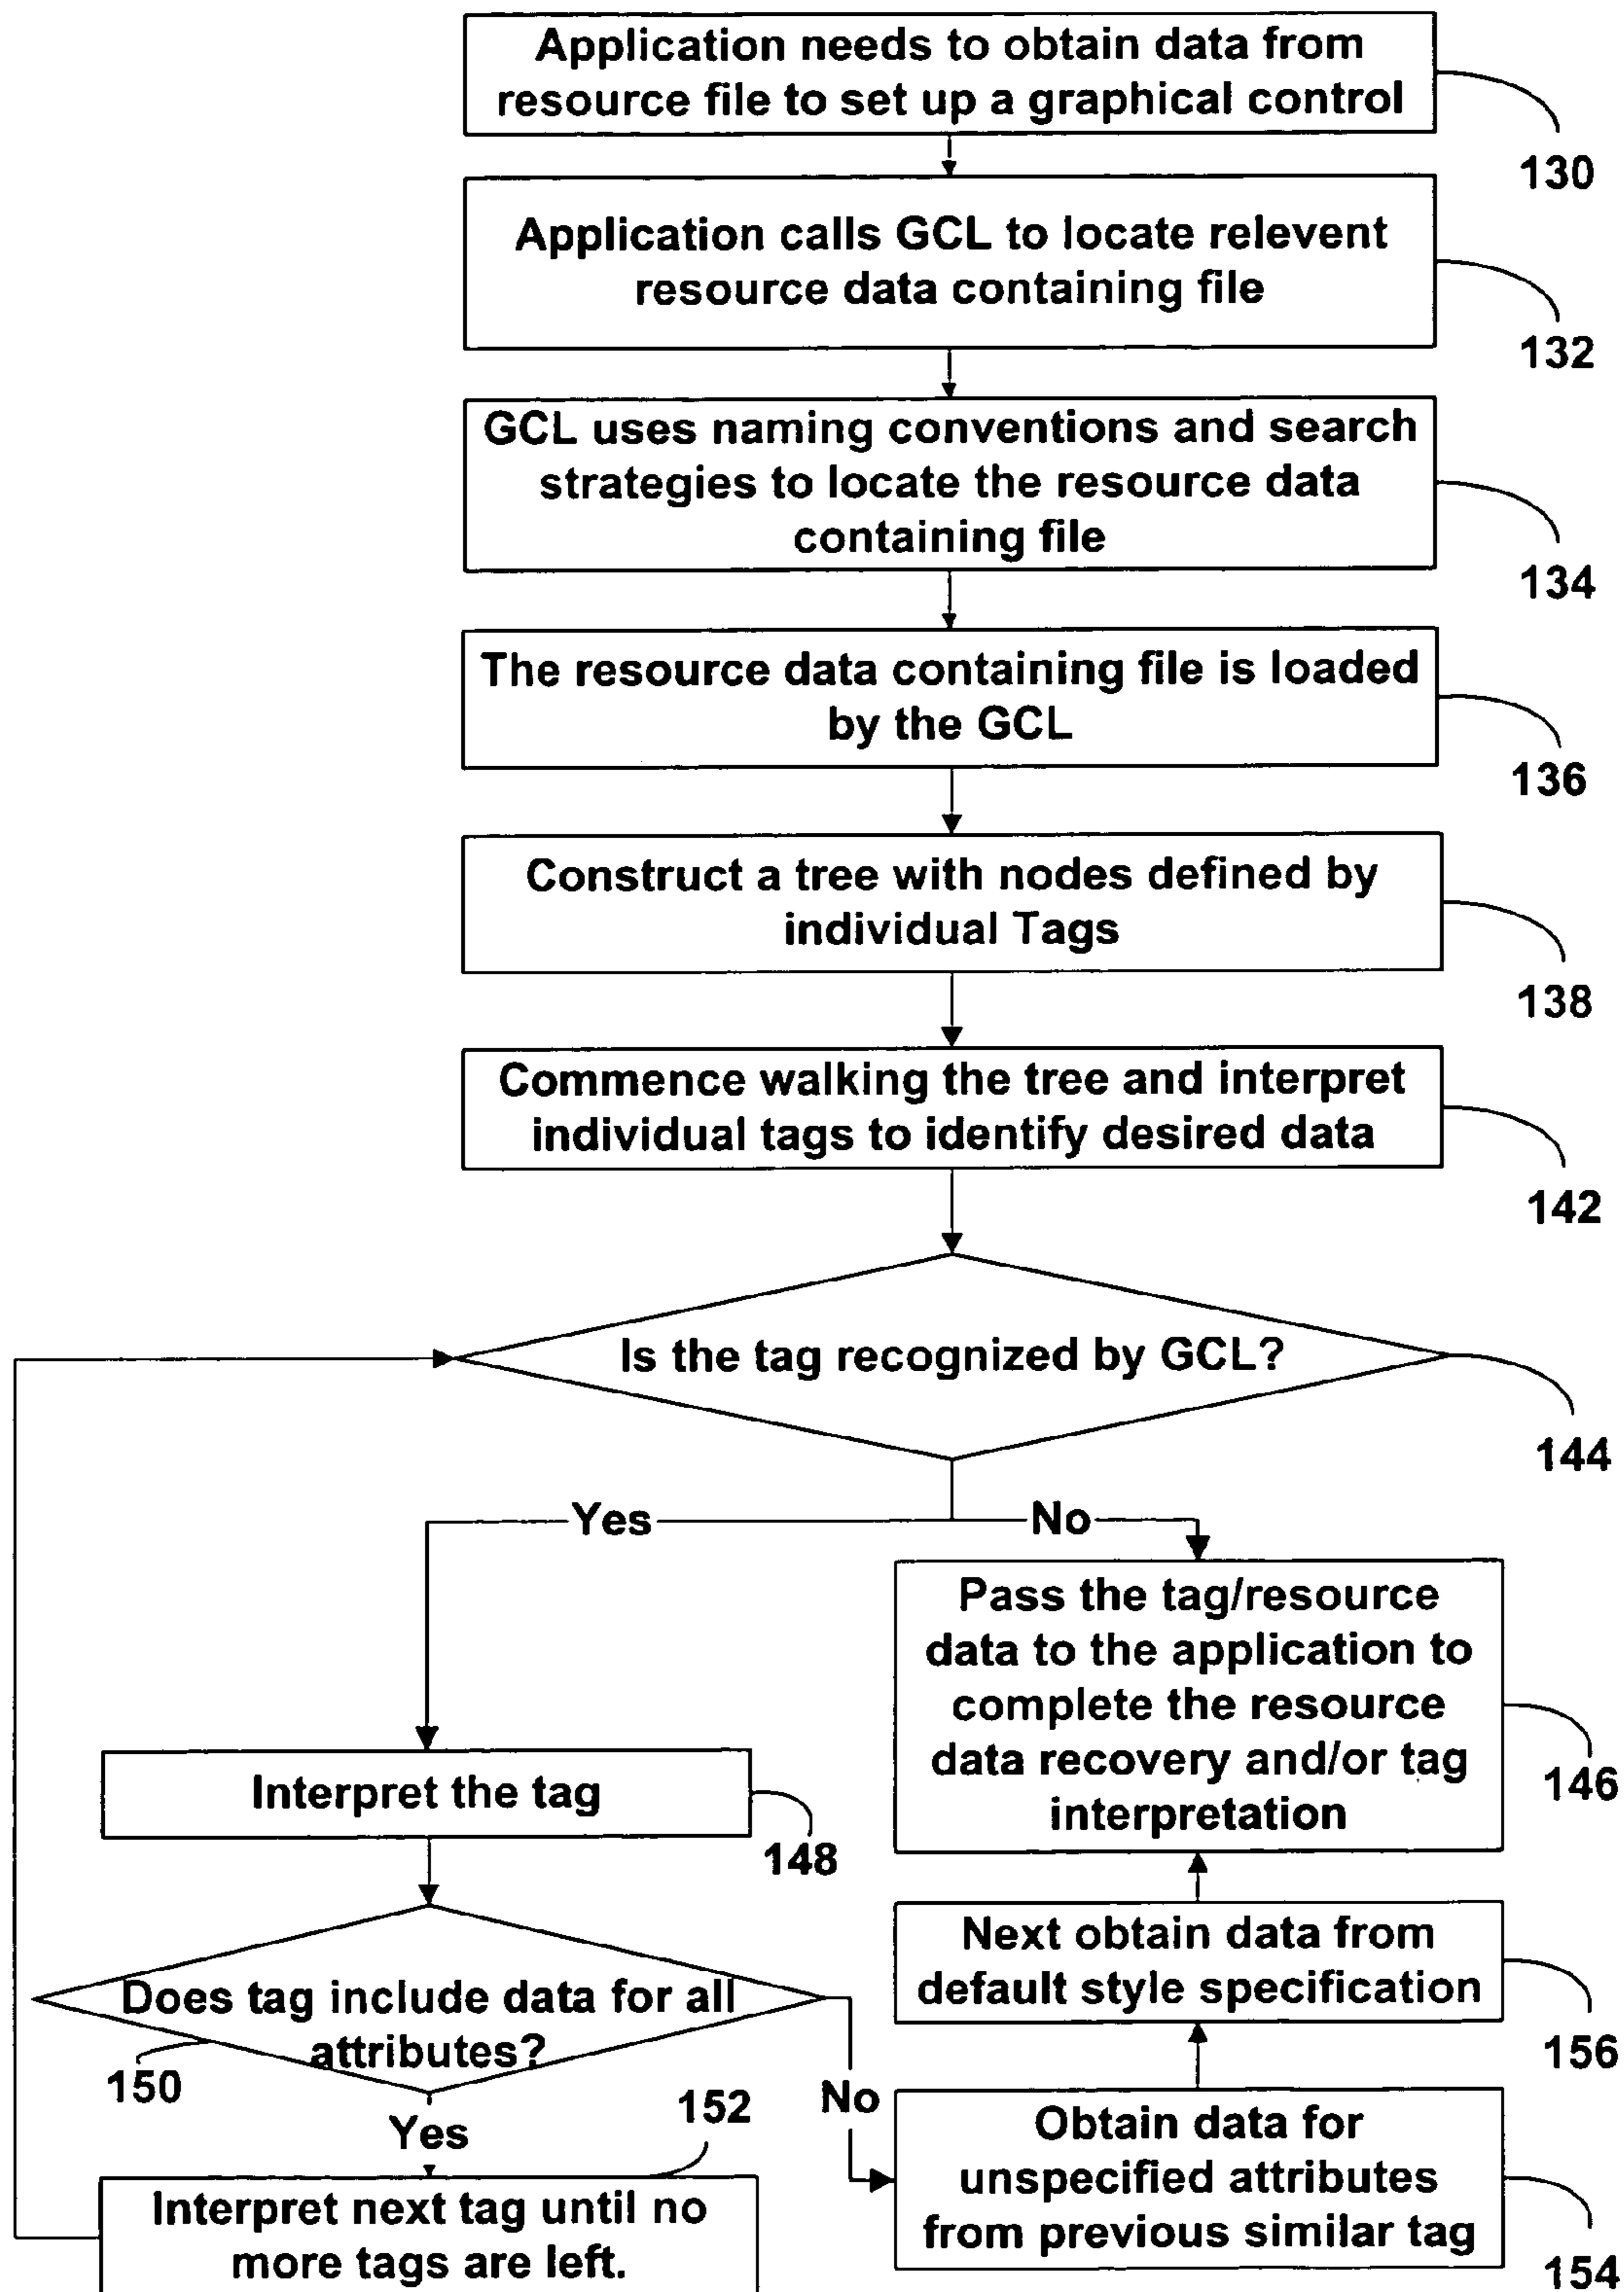 Application needs to obtain data from
resource file to set up a graphical control
130
Application calls GCL to locate relevent
resource data containing file
132
GCL uses naming conventions and search
strategies to locate the resource data
containing file
134
The resource data containing file is loaded
by the GCL
136
Construct a tree with nodes defined by
individual Tags
138
Commence walking the tree and interpret
individual tags to identify desired data
142
Is the tag recognized by GCL?
144
Yes
No
Pass the tag/resource
data to the application to
complete the resource
data recovery and/or tag
interpretation
146
Interpret the tag
148
Does tag include data for all
attributes?
150
Next obtain data from
default style specification
156
Yes
152
No
Obtain data for
unspecified attributes
from previous similar tag
154
Interpret next tag until no
more tags are left.